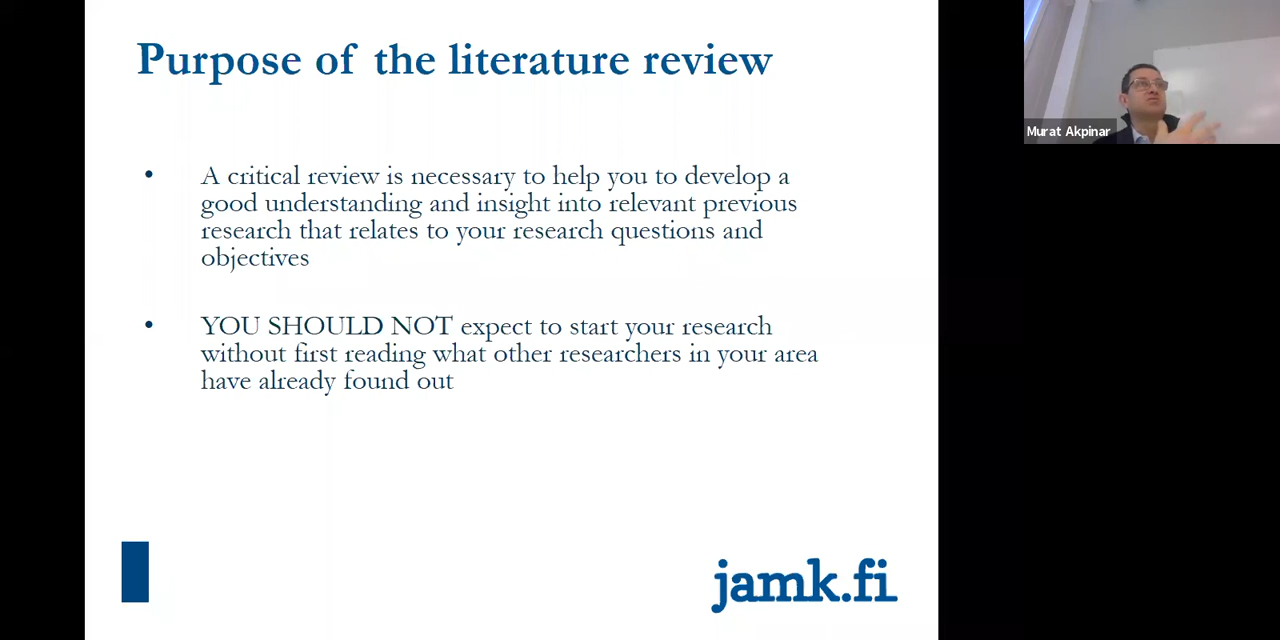 Purpose of the literature review
Murat Akpinar
• A critical review is necessary to help you to develop a
good understanding and insight into relevant previous
research that relates to your research questions and
objectives
• YOU SHOULD NOT expect to start your research
without first reading what other researchers in your area
have already found out
jamk.fi